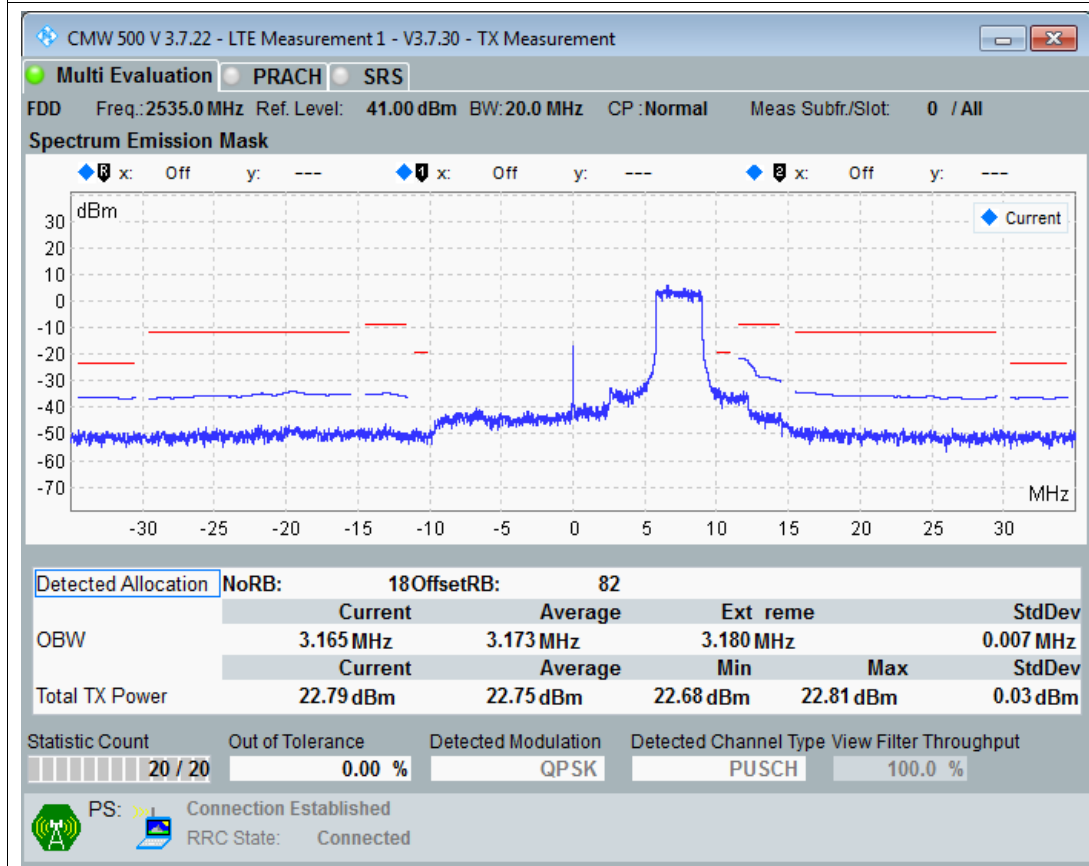 CMW 500 V 3.7.22 - LTE Measurement 1 - V3.7.30 - TX Measurement
Multi Evaluation PRACH SRS
FDD Freq.: 2535.0 MHz Ref. Level: 41.00 dBm BW: 20.0 MHz CP : Normal Meas Subfr./Slot: 0 / All
Spectrum Emission Mask
R x: Off y: --- 1 x: Off y: --- 2 x: Off y: ---
dBm
Current
30
20
10
0
-10
-20
-30
-40
-50
-60
-70
MHz
-30 -25 -20 -15 -10 -5 0 5 10 15 20 25 30
Detected Allocation NoRB: 18 OffsetRB: 82
Current Average Ext reme StdDev
OBW 3.165 MHz 3.173 MHz 3.180 MHz 0.007 MHz
Current Average Min Max StdDev
Total TX Power 22.79 dBm 22.75 dBm 22.68 dBm 22.81 dBm 0.03 dBm
Statistic Count Out of Tolerance Detected Modulation Detected Channel Type View Filter Throughput
20 / 20 0.00 % QPSK PUSCH 100.0 %
PS: Connection Established
RRC State: Connected